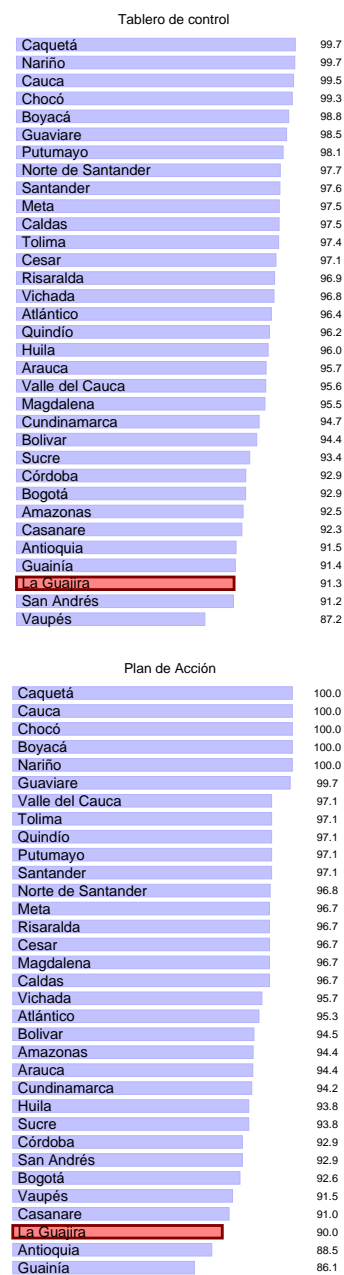 Tablero de control
Caquetá 99.7
Nariño 99.7
Cauca 99.5
Chocó 99.3
Boyacá 98.8
Guaviare 98.5
Putumayo 98.1
Norte de Santander 97.7
Santander 97.6
Meta 97.5
Caldas 97.5
Tolima 97.4
Cesar 97.1
Risaralda 96.9
Vichada 96.8
Atlántico 96.4
Quindío 96.2
Huila 96.0
Arauca 95.7
Valle del Cauca 95.6
Magdalena 95.5
Cundinamarca 94.7
Bolivar 94.4
Sucre 93.4
Córdoba 92.9
Bogotá 92.9
Amazonas 92.5
Casanare 92.3
Antioquia 91.5
Guainía 91.4
La Guajira 91.3
San Andrés 91.2
Vaupés 87.2
Plan de Acción
Caquetá 100.0
Cauca 100.0
Chocó 100.0
Boyacá 100.0
Nariño 100.0
Guaviare 99.7
Valle del Cauca 97.1
Tolima 97.1
Quindío 97.1
Putumayo 97.1
Santander 97.1
Norte de Santander 96.8
Meta 96.7
Risaralda 96.7
Cesar 96.7
Magdalena 96.7
Caldas 96.7
Vichada 95.7
Atlántico 95.3
Bolivar 94.5
Amazonas 94.4
Arauca 94.4
Cundinamarca 94.2
Huila 93.8
Sucre 93.8
Córdoba 92.9
San Andrés 92.9
Bogotá 92.6
Vaupés 91.5
Casanare 91.0
La Guajira 90.0
Antioquia 88.5
Guainía 86.1